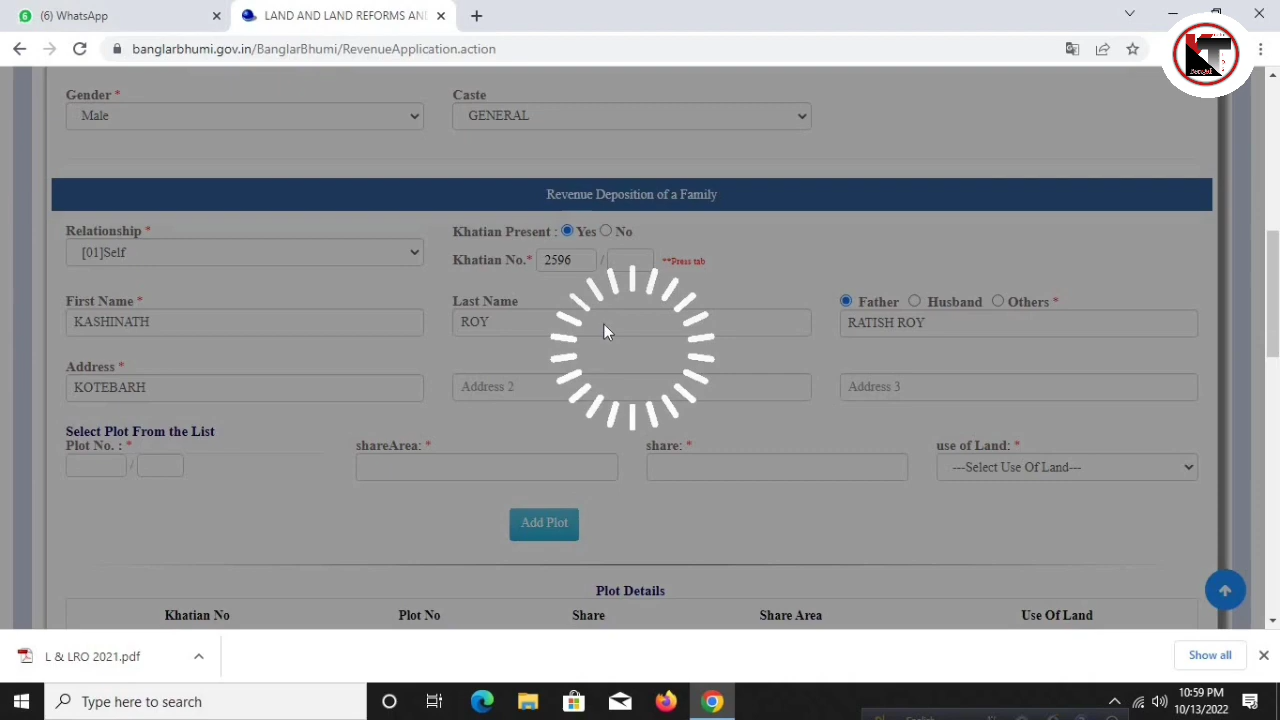 (6) WhatsApp
LAND AND LAND REFORMS AN
banglarbhumi.gov.in/BanglarBhumi/RevenueApplication.action
KT
Bengal
Gender *
Caste
Male
GENERAL
Revenue Deposition of a Family
Relationship *
Khatian Present : Yes No
[01]Self
Khatian No.* 2596 / **Press tab
First Name *
Last Name
Father Husband Others *
KASHINATH
ROY
RATISH ROY
Address *
KOTEBARH
Address 2
Address 3
Select Plot From the List
Plot No. : *
shareArea: *
share: *
use of Land: *
/
---Select Use Of Land---
Add Plot
Plot Details
Khatian No
Plot No
Share
Share Area
Use Of Land
L & LRO 2021.pdf
Show all
Type here to search
10:59 PM
10/13/2022